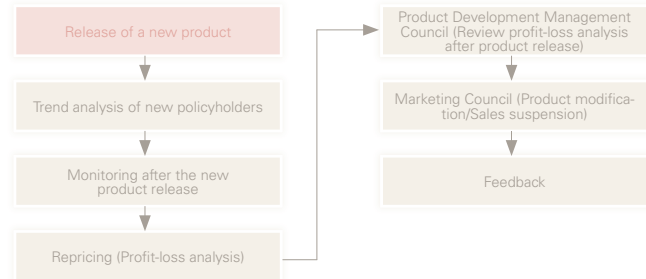 Release of a new product
Trend analysis of new policyholders
Monitoring after the new
product release
Repricing (Profit-loss analysis)
Product Development Management
Council (Review profit-loss analysis
after product release)
Marketing Council (Product modifica-
tion/Sales suspension)
Feedback